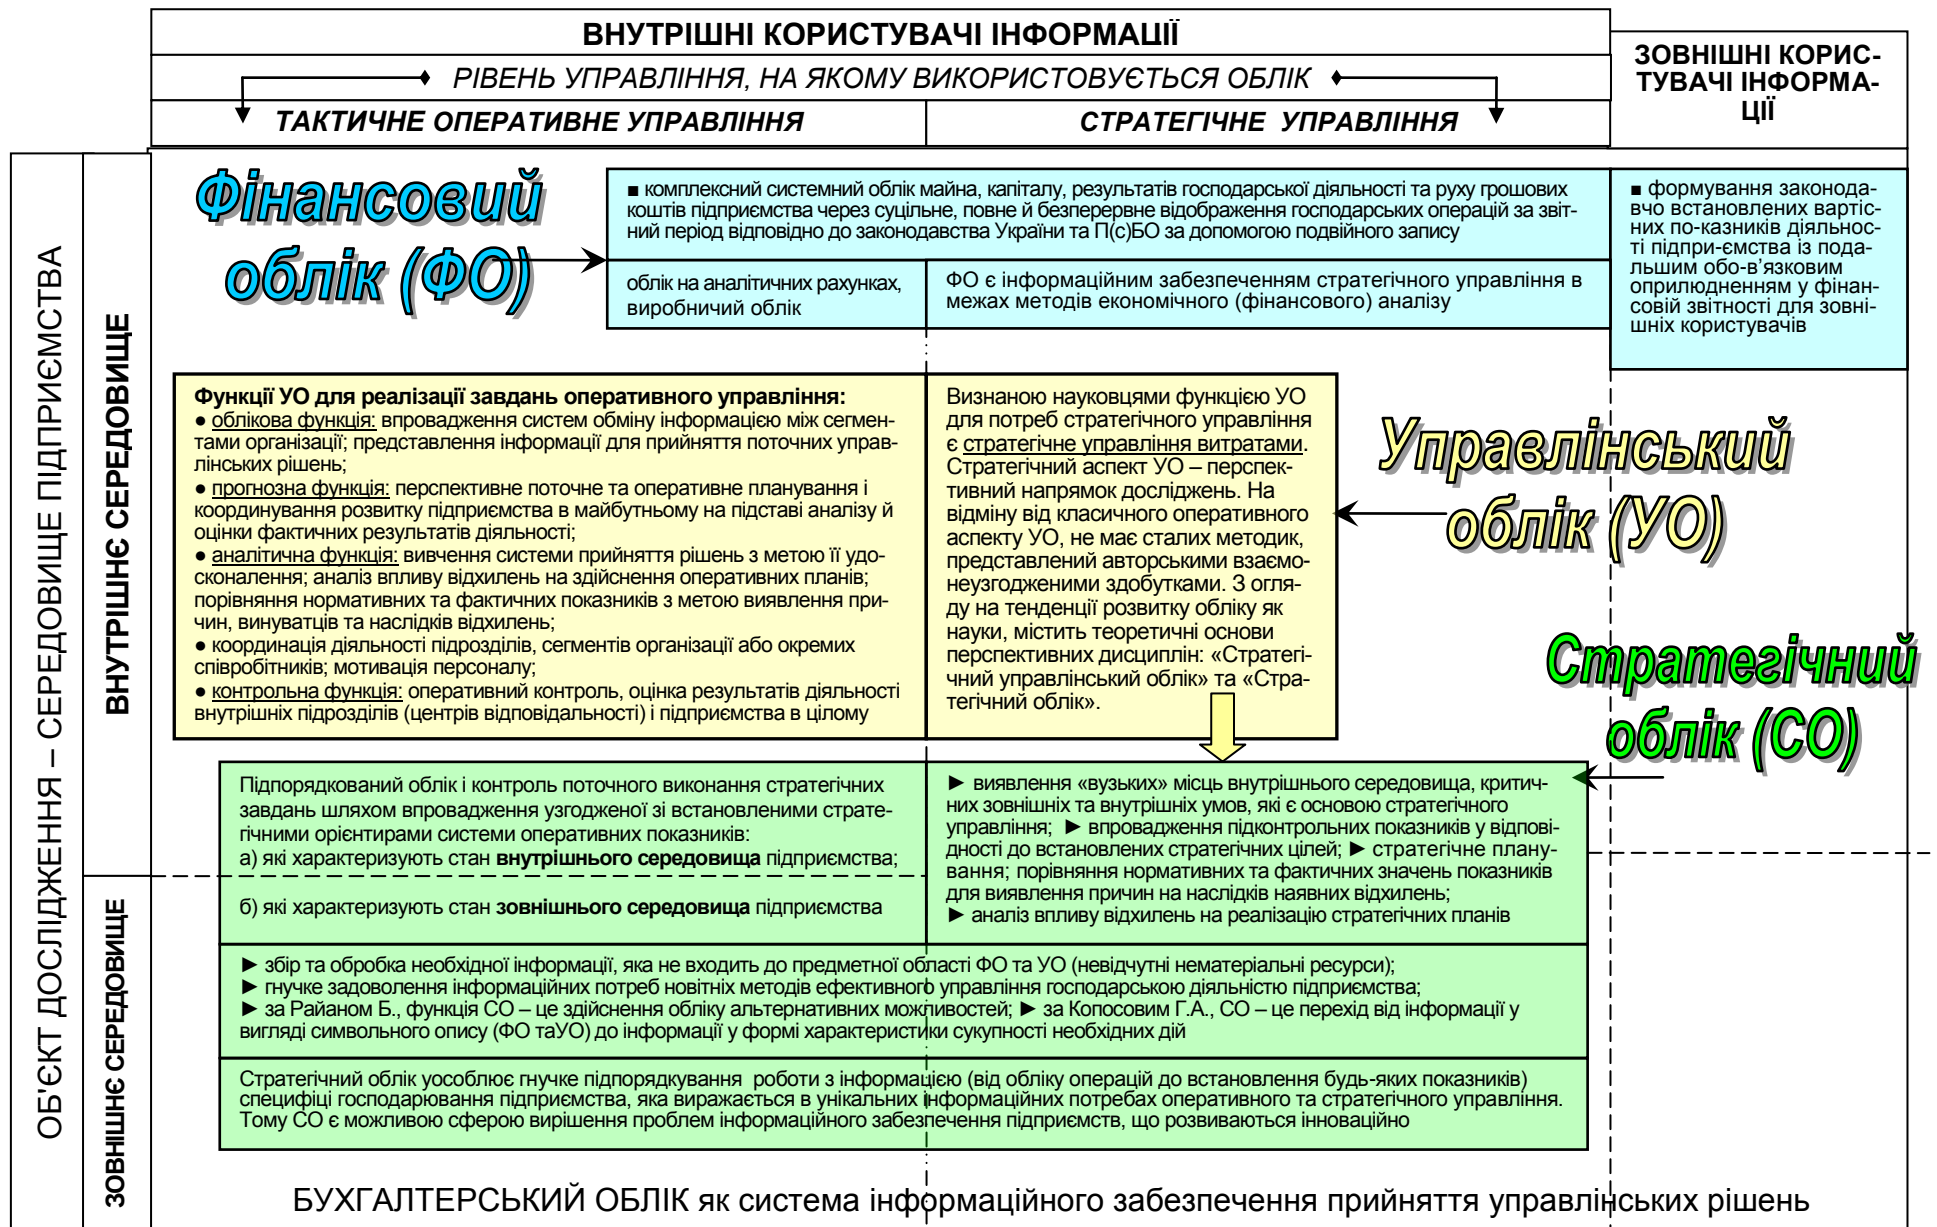 ВНУТРІШНІ КОРИСТУВАЧІ ІНФОРМАЦІЇ
РІВЕНЬ УПРАВЛІННЯ, НА ЯКОМУ ВИКОРИСТОВУЄТЬСЯ ОБЛІК
ТАКТИЧНЕ ОПЕРАТИВНЕ УПРАВЛІННЯ
СТРАТЕГІЧНЕ УПРАВЛІННЯ
ЗОВНІШНІ КОРИС-
ТУВАЧІ ІНФОРМА-
ЦІЇ
ОБ'ЄКТ ДОСЛІДЖЕННЯ – СЕРЕДОВИЩЕ ПІДПРИЄМСТВА
ВНУТРІШНЄ СЕРЕДОВИЩЕ
ЗОВНІШНЄ СЕРЕДОВИЩЕ
Фінансовий
облік (ФО)
■ комплексний системний облік майна, капіталу, результатів господарської діяльності та руху грошових
коштів підприємства через суцільне, повне й безперервне відображення господарських операцій за звіт-
ний період відповідно до законодавства України та П(с)БО за допомогою подвійного запису
облік на аналітичних рахунках,
виробничий облік
ФО є інформаційним забезпеченням стратегічного управління в
межах методів економічного (фінансового) аналізу
■ формування законода-
вчо встановлених вартіс-
них по-казників діяльнос-
ті підпри-ємства із пода-
льшим обо-в'язковим
оприлюдненням у фінан-
совій звітності для зовні-
шніх користувачів
Функції УО для реалізації завдань оперативного управління:
● облікова функція: впровадження систем обміну інформацією між сегмен-
тами організації; представлення інформації для прийняття поточних управ-
лінських рішень;
● прогнозна функція: перспективне поточне та оперативне планування і
координування розвитку підприємства в майбутньому на підставі аналізу й
оцінки фактичних результатів діяльності;
● аналітична функція: вивчення системи прийняття рішень з метою її удо-
сконалення; аналіз впливу відхилень на здійснення оперативних планів;
порівняння нормативних та фактичних показників з метою виявлення при-
чин, винуватців та наслідків відхилень;
● координація діяльності підрозділів, сегментів організації або окремих
співробітників; мотивація персоналу;
● контрольна функція: оперативний контроль, оцінка результатів діяльності
внутрішніх підрозділів (центрів відповідальності) і підприємства в цілому
Визнаною науковцями функцією УО
для потреб стратегічного управління
є стратегічне управління витратами.
Стратегічний аспект УО – перспек-
тивний напрямок досліджень. На
відміну від класичного оперативного
аспекту УО, не має сталих методик,
представлений авторськими взаємо-
неузгодженими здобутками. З огля-
ду на тенденції розвитку обліку як
науки, містить теоретичні основи
перспективних дисциплін: «Стратегі-
чний управлінський облік» та «Стра-
тегічний облік».
Управлінський
облік (УО)
Стратегічний
облік (СО)
Підпорядкований облік і контроль поточного виконання стратегічних
завдань шляхом впровадження узгодженої зі встановленими страте-
гічними орієнтирами системи оперативних показників:
а) які характеризують стан внутрішнього середовища підприємства;
б) які характеризують стан зовнішнього середовища підприємства
► виявлення «вузьких» місць внутрішнього середовища, критич-
них зовнішніх та внутрішніх умов, які є основою стратегічного
управління; ► впровадження підконтрольних показників у відпові-
дності до встановлених стратегічних цілей; ► стратегічне плану-
вання; порівняння нормативних та фактичних значень показників
для виявлення причин на наслідків наявних відхилень;
► аналіз впливу відхилень на реалізацію стратегічних планів
► збір та обробка необхідної інформації, яка не входить до предметної області ФО та УО (невідчутні нематеріальні ресурси);
► гнучке задоволення інформаційних потреб новітніх методів ефективного управління господарською діяльністю підприємства;
► за Райаном Б., функція СО – це здійснення обліку альтернативних можливостей; ► за Копосовим Г.А., СО – це перехід від інформації у
вигляді символьного опису (ФО таУО) до інформації у формі характеристики сукупності необхідних дій
Стратегічний облік уособлює гнучке підпорядкування роботи з інформацією (від обліку операцій до встановлення будь-яких показників)
специфіці господарювання підприємства, яка виражається в унікальних інформаційних потребах оперативного та стратегічного управління.
Тому СО є можливою сферою вирішення проблем інформаційного забезпечення підприємств, що розвиваються інноваційно
БУХГАЛТЕРСЬКИЙ ОБЛІК як система інформаційного забезпечення прийняття управлінських рішень